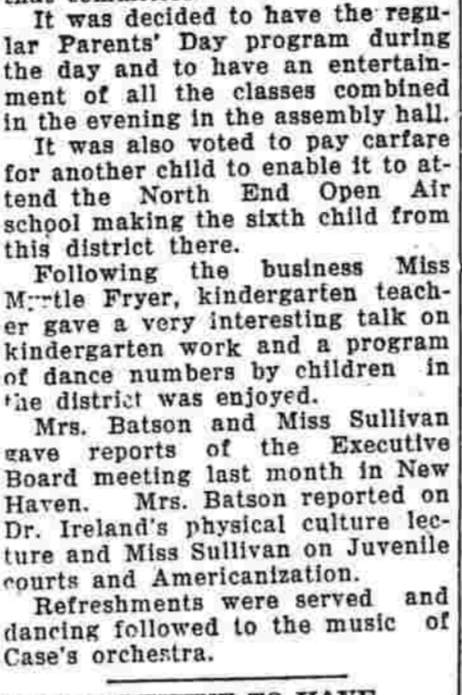 It was decided to have the regu-
lar Parents' Day program during
the day and to have an entertain-
ment of all the classes combined
in the evening in the assembly hall.
It was also voted to pay carfare
for another child to enable it to at-
tend the North End Open Air
school making the sixth child from
this district there.
Following the business Miss
Myrtle Fryer, kindergarten teach-
er gave a very interesting talk on
kindergarten work and a program
of dance numbers by children in
the district was enjoyed.
Mrs. Batson and Miss Sullivan
gave reports of the Executive
Board meeting last month in New
Haven. Mrs. Batson reported on
Dr. Ireland's physical culture lec-
ture and Miss Sullivan on Juvenile
courts and Americanization.
Refreshments were served and
dancing followed to the music of
Case's orchestra.
TO HAVE